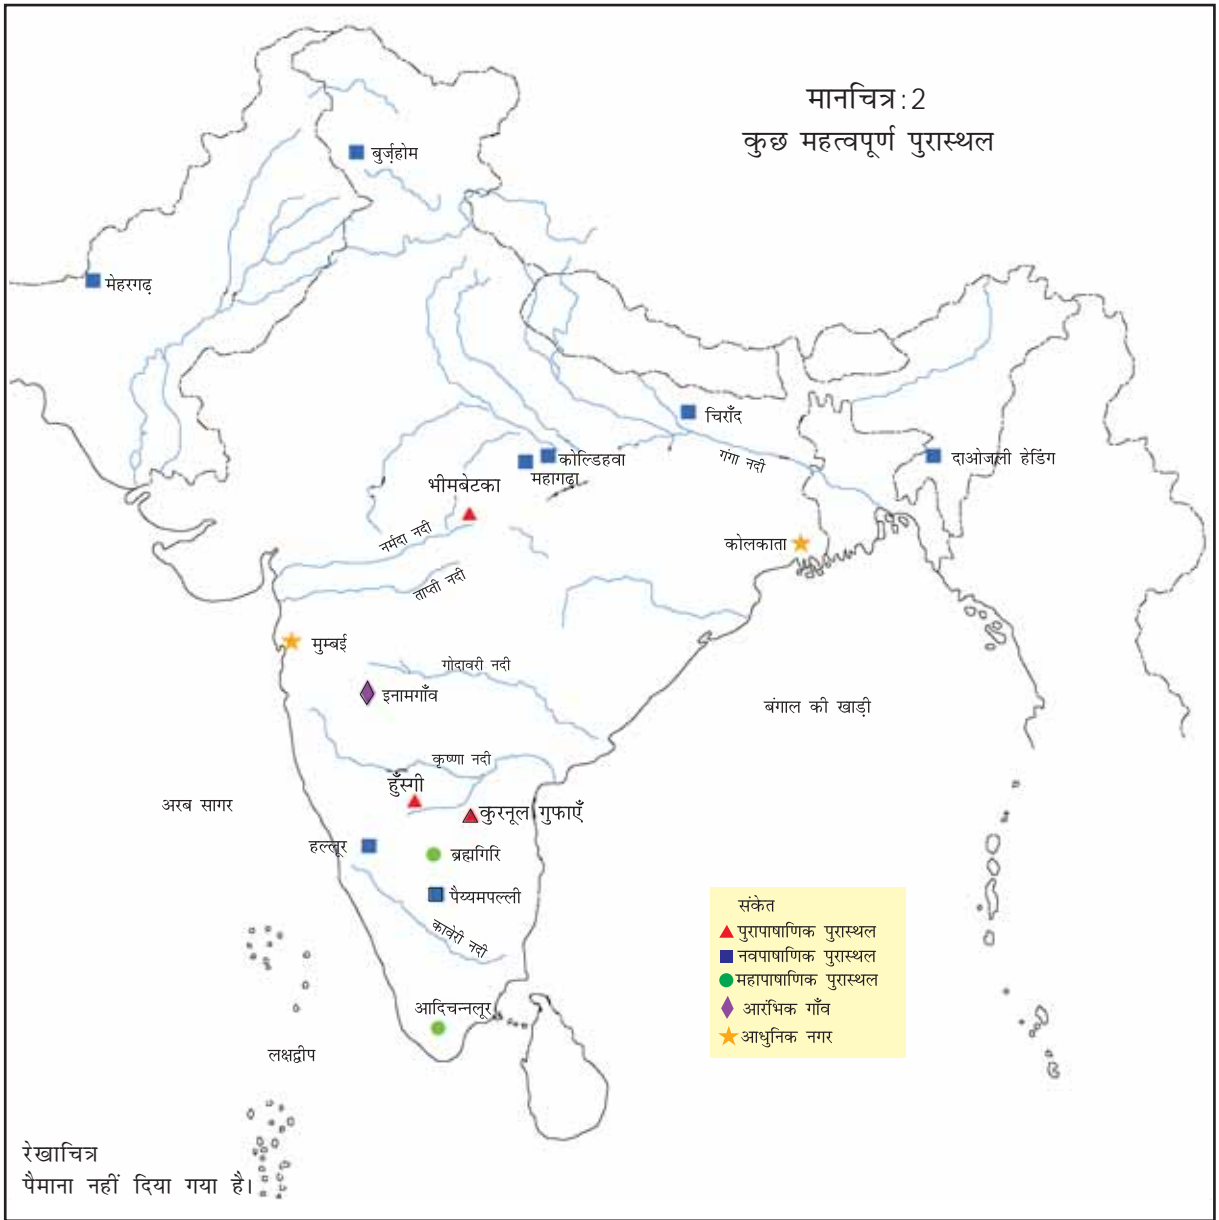 मानचित्र:2
कुछ महत्वपूर्ण पुरास्थल
बुर्ज़होम
मेहरगढ़
चिराँद
कोल्डिहवा
महागढ़ा
गंगा नदी
दाओजली हेडिंग
भीमबेटका
नर्मदा नदी
कोलकाता
ताप्ती नदी
मुम्बई
गोदावरी नदी
इनामगाँव
बंगाल की खाड़ी
कृष्णा नदी
हुँस्गी
अरब सागर
कुरनूल गुफाएँ
हल्लूर
ब्रह्मगिरि
पैय्यमपल्ली
कावेरी नदी
संकेत
पुरापाषाणिक पुरास्थल
नवपाषाणिक पुरास्थल
महापाषाणिक पुरास्थल
आरंभिक गाँव
आधुनिक नगर
आदिचन्नलूर
लक्षद्वीप
रेखाचित्र
पैमाना नहीं दिया गया है।